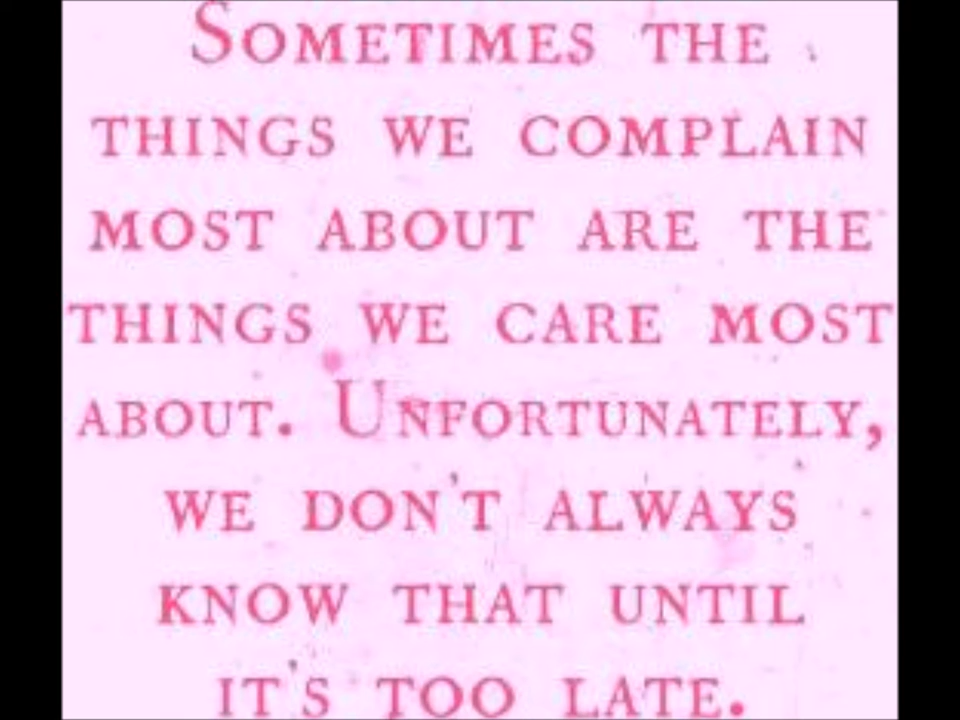 Sometimes the
things we complain
most about are the
things we care most
about. Unfortunately,
we don't always
know that until
it's too late.